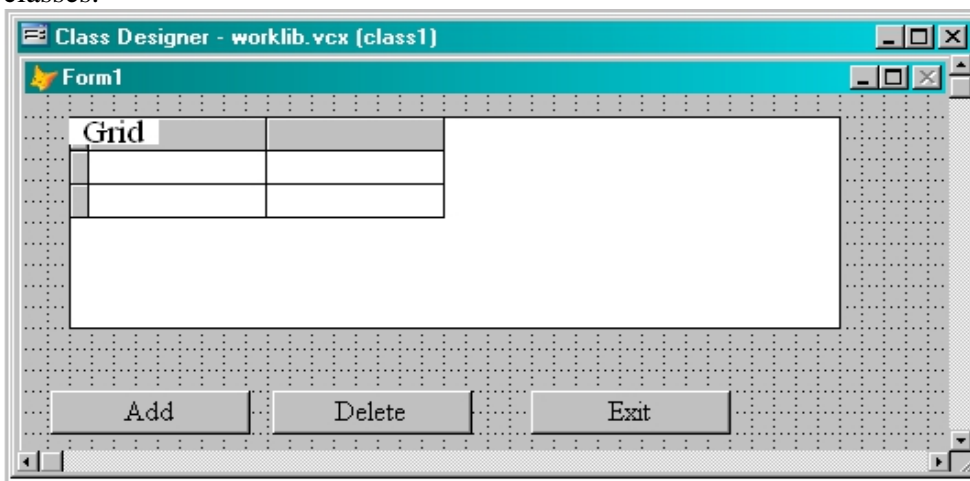 classes.
Class Designer - worklib.vcx (class1)
Form1
Grid
Add Delete Exit